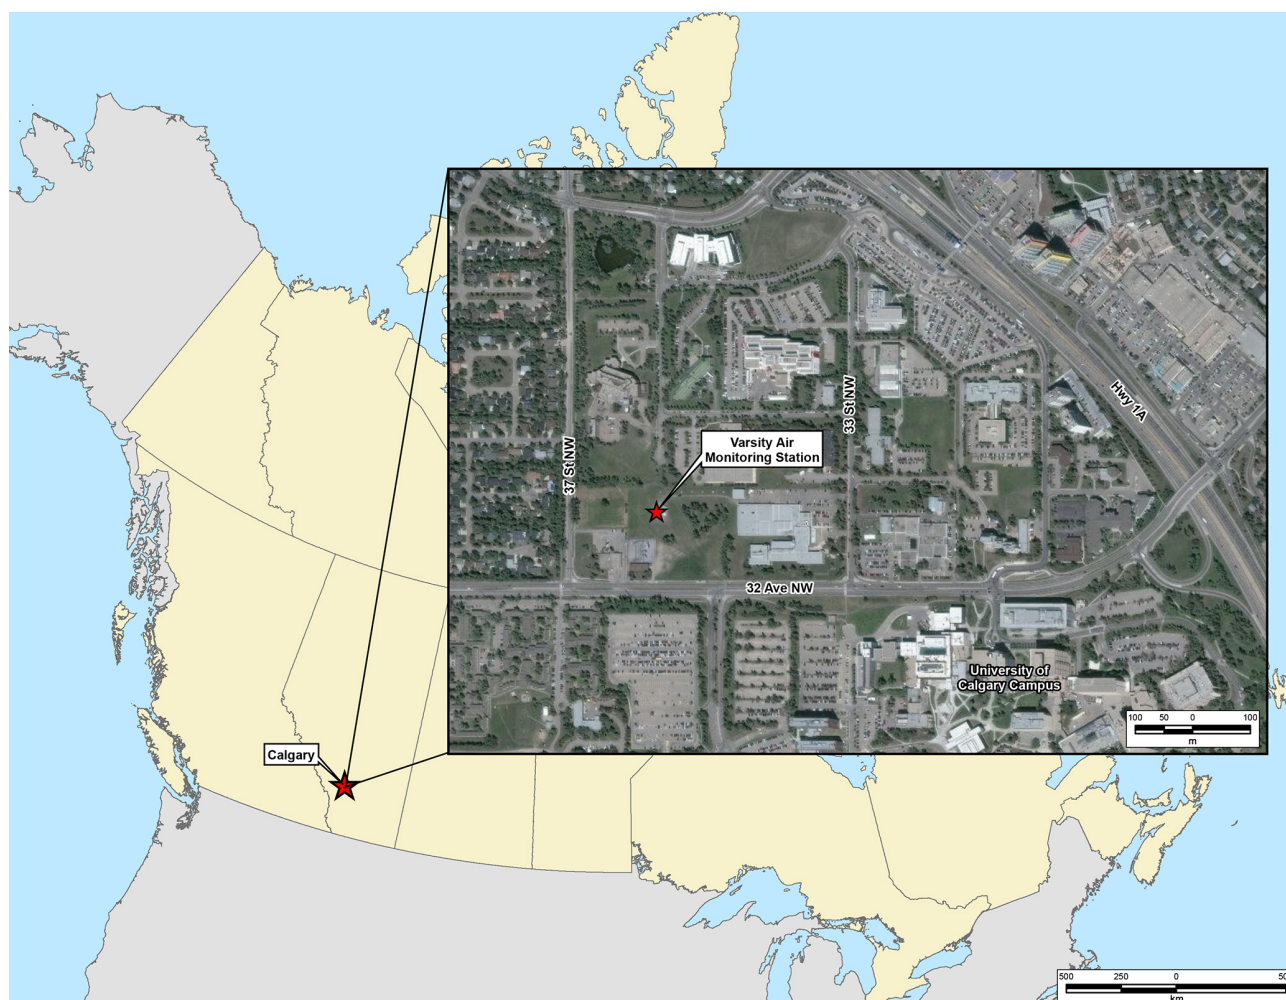 Hwy 1A
33 St NW
Varsity Air
Monitoring Station
37 St NW
32 Ave NW
University of
Calgary Campus
100 50 0 100
m
Calgary
500 250 0 50
km